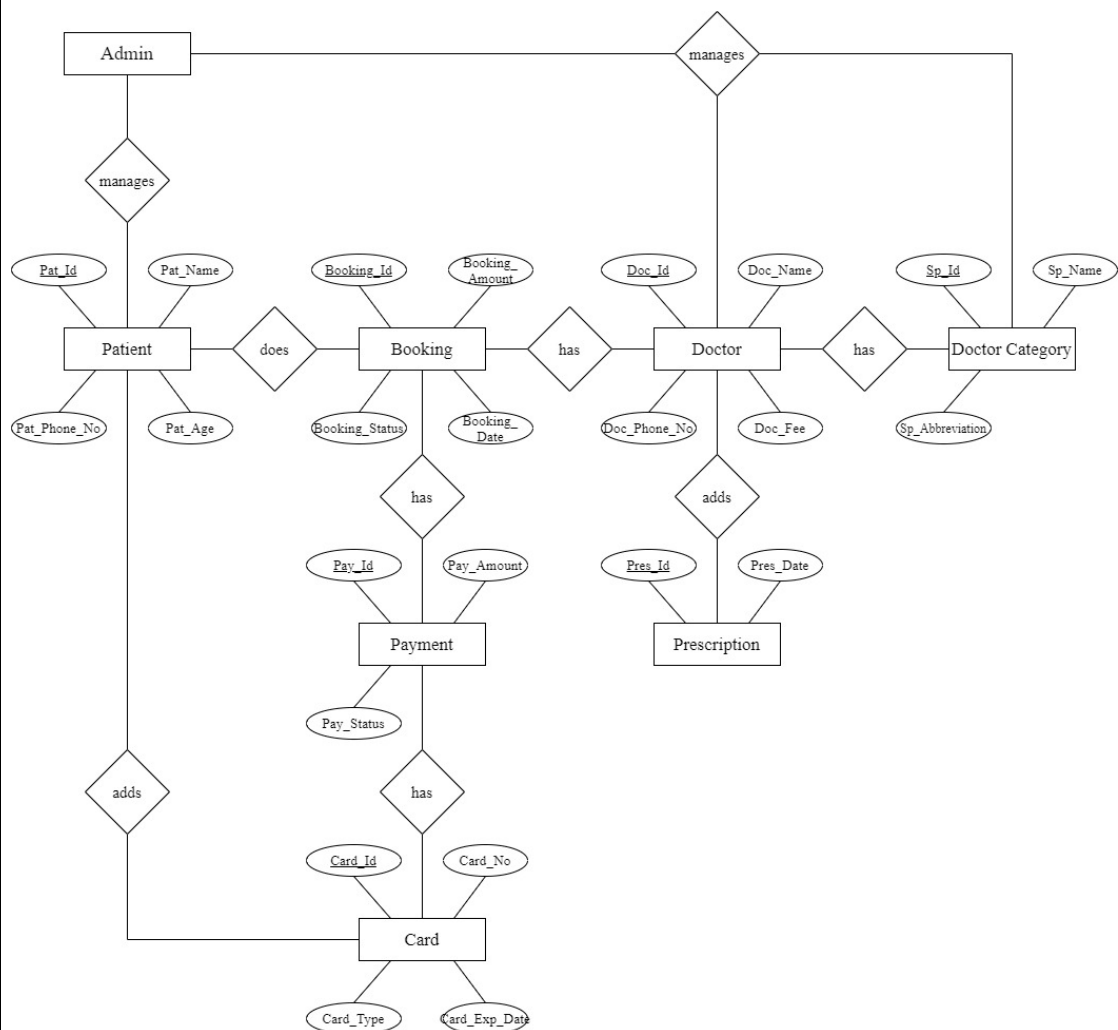 Admin
manages
manages
Pat_Id
Pat_Name
Booking_Id
Booking_
Amount
Doc_Id
Doc_Name
Sp_Id
Sp_Name
Patient
does
Booking
has
Doctor
has
Doctor Category
Pat_Phone_No
Pat_Age
Booking_Status
Booking_
Date
Doc_Phone_No
Doc_Fee
Sp_Abbreviation
has
adds
Pay_Id
Pay_Amount
Pres_Id
Pres_Date
Payment
Prescription
Pay_Status
adds
has
Card_Id
Card_No
Card
Card_Type
Card_Exp_Date